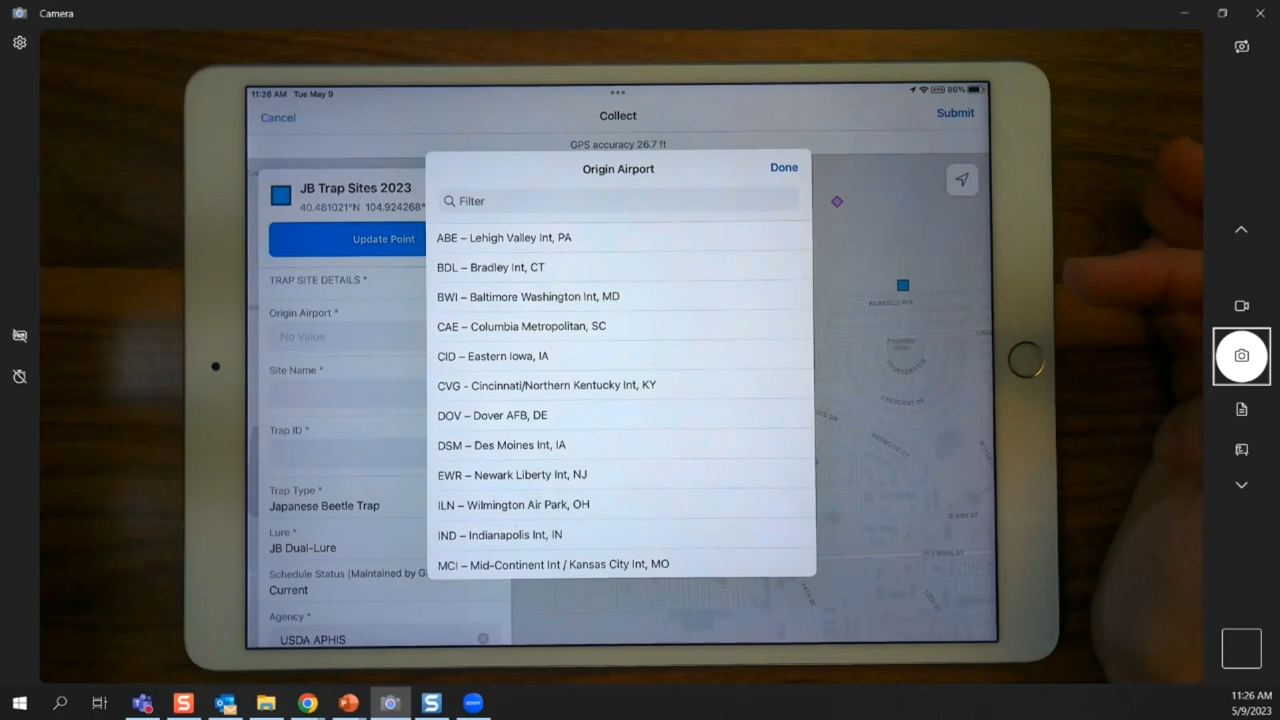 Camera
11:26 AM Tue May 9
86%
Cancel
Collect
Submit
GPS accuracy 26.7 ft
JB Trap Sites 2023
40.481021°N 104.924268°
Update Point
TRAP SITE DETAILS *
Origin Airport *
No Value
Site Name *
Trap ID *
Trap Type *
Japanese Beetle Trap
Lure *
JB Dual-Lure
Schedule Status (Maintained by G
Current
Agency *
USDA APHIS
Origin Airport
Done
Filter
ABE – Lehigh Valley Int, PA
BDL – Bradley Int, CT
BWI – Baltimore Washington Int, MD
CAE – Columbia Metropolitan, SC
CID – Eastern Iowa, IA
CVG - Cincinnati/Northern Kentucky Int, KY
DOV – Dover AFB, DE
DSM – Des Moines Int, IA
EWR – Newark Liberty Int, NJ
ILN – Wilmington Air Park, OH
IND – Indianapolis Int, IN
MCI – Mid-Continent Int / Kansas City Int, MO
FAIRFIELD AVE
CRESCENT DR
REDWOOD CT
11:26 AM
5/9/2023